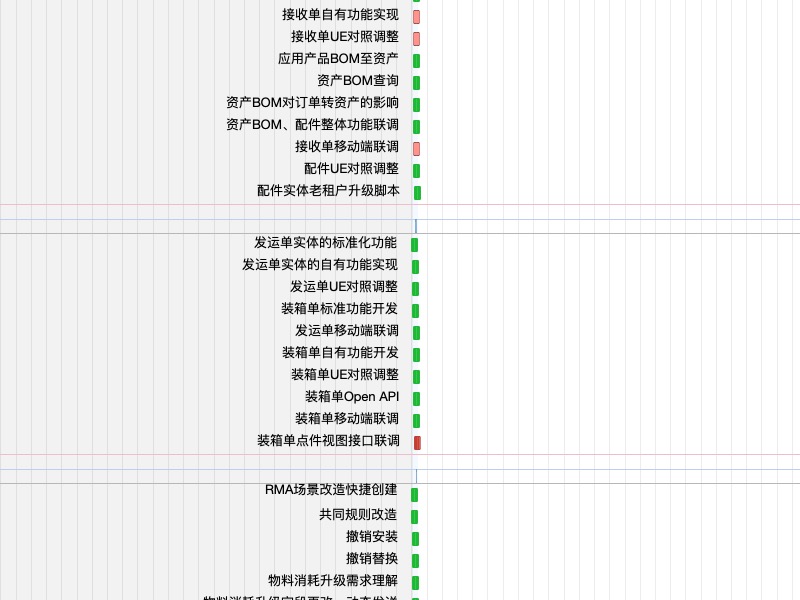 接收单自有功能实现
接收单UE对照调整
应用产品BOM至资产
资产BOM查询
资产BOM对订单转资产的影响
资产BOM、配件整体功能联调
接收单移动端联调
配件UE对照调整
配件实体老租户升级脚本
发运单实体的标准化功能
发运单实体的自有功能实现
发运单UE对照调整
装箱单标准功能开发
发运单移动端联调
装箱单自有功能开发
装箱单UE对照调整
装箱单Open API
装箱单移动端联调
装箱单点件视图接口联调
RMA场景改造快捷创建
共同规则改造
撤销安装
撤销替换
物料消耗升级需求理解